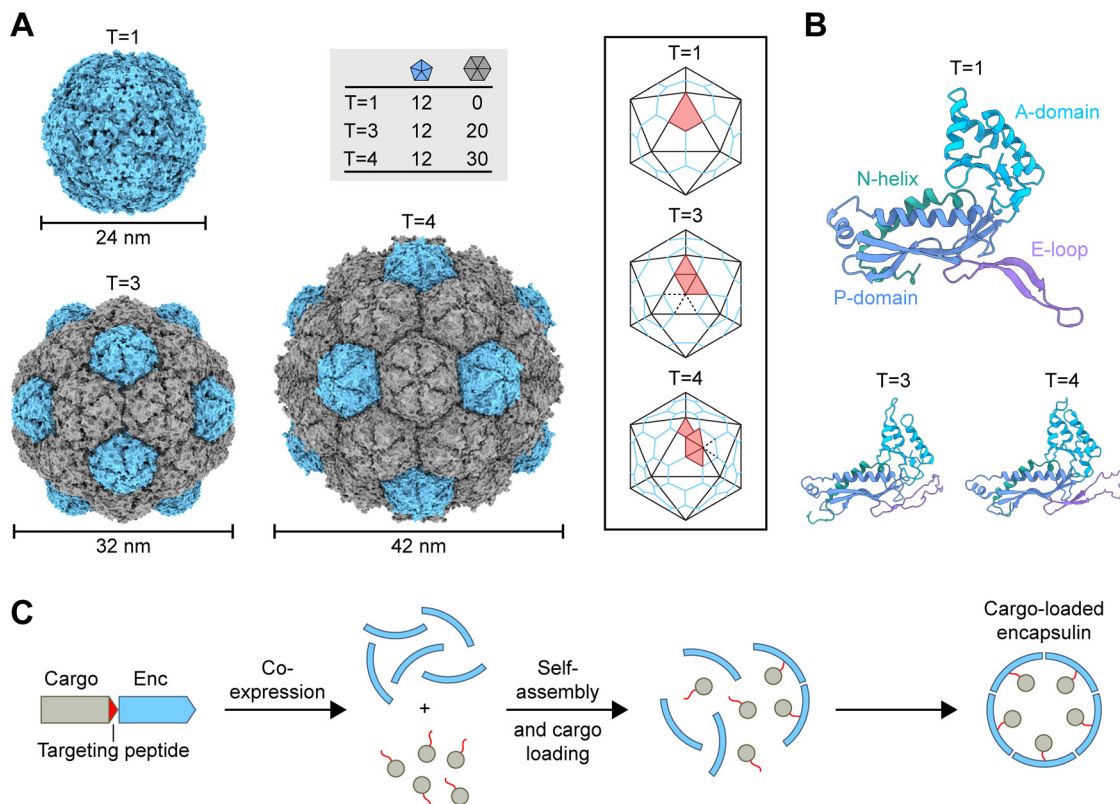 A
T=1
24 nm
T=3
32 nm
T=1 12 0
T=3 12 20
T=4 12 30
T=4
42 nm
T=1
T=3
T=4
B
T=1
A-domain
N-helix
E-loop
P-domain
T=3
T=4
C
Cargo
Enc
Targeting peptide
Co-
expression
+
Self-
assembly
and cargo
loading
Cargo-loaded
encapsulin